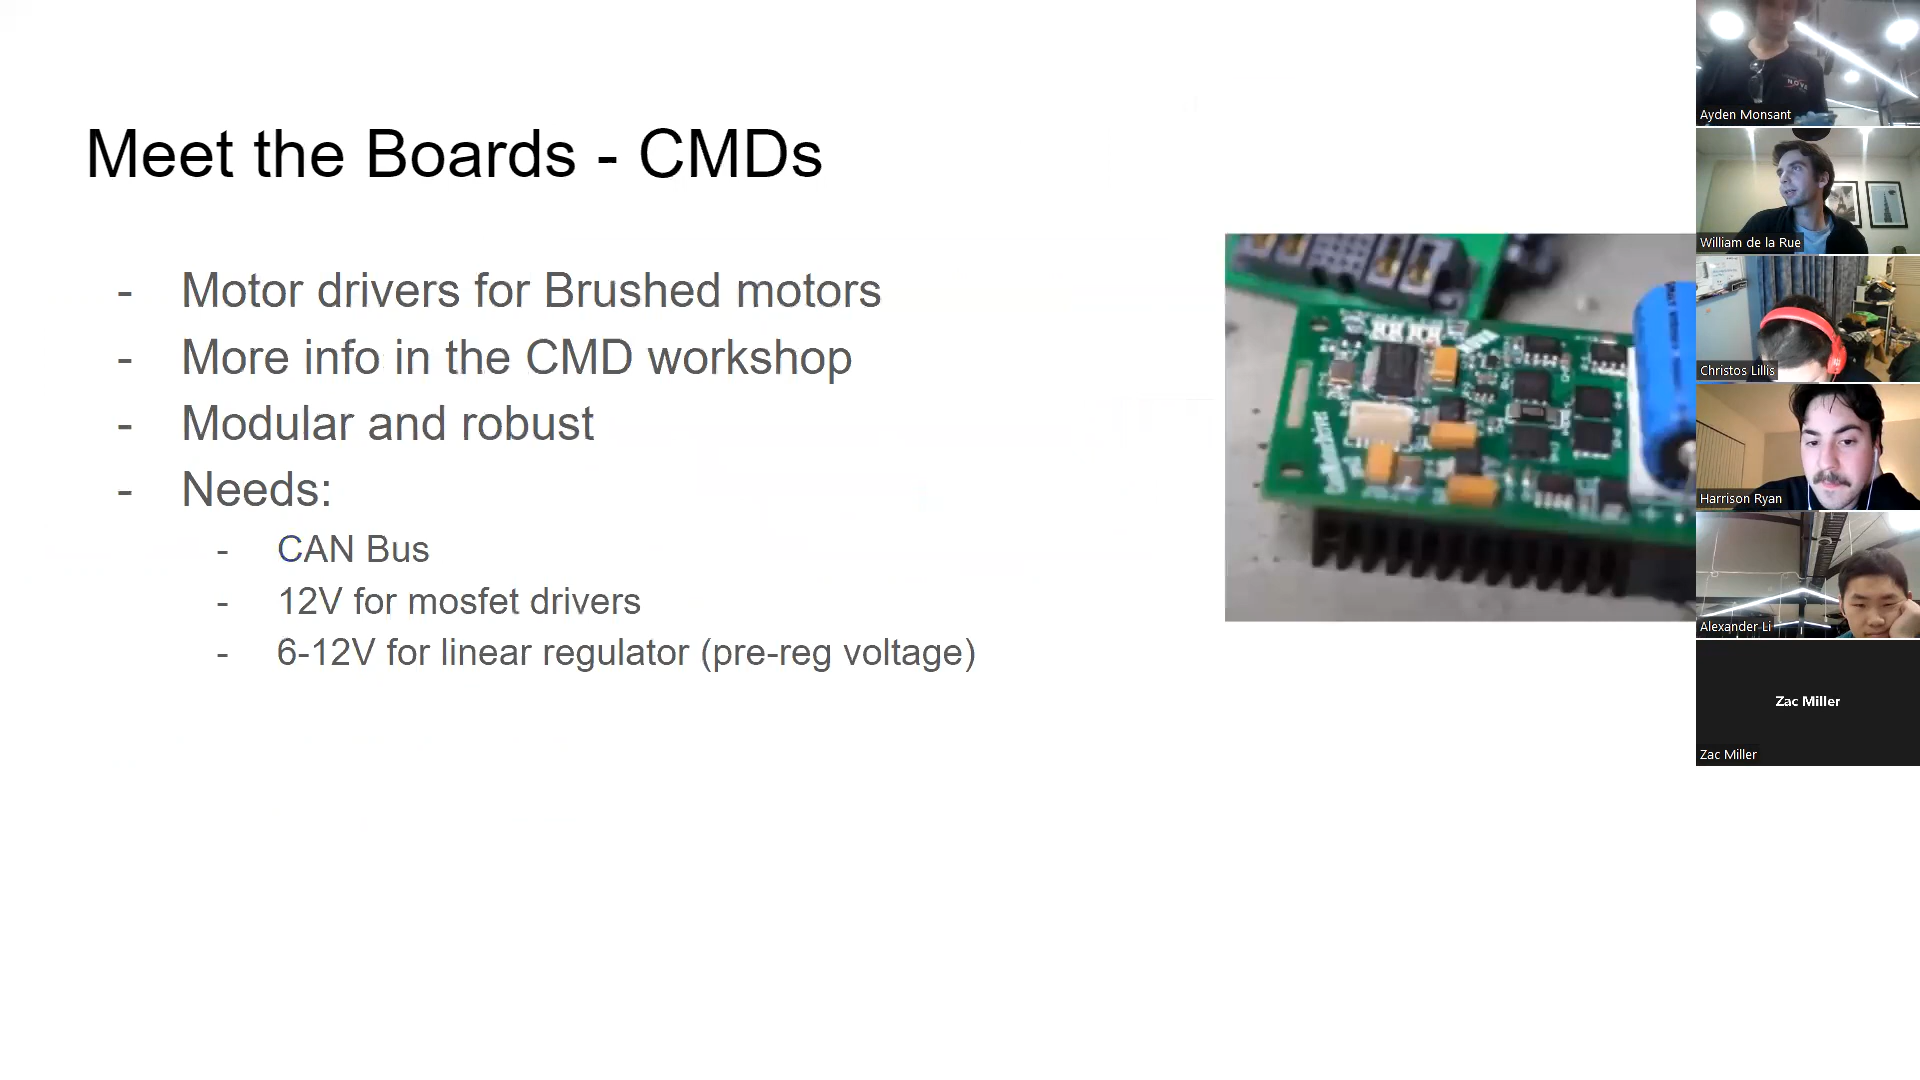 Meet the Boards - CMDs
- Motor drivers for Brushed motors
- More info in the CMD workshop
- Modular and robust
- Needs:
- CAN Bus
- 12V for mosfet drivers
- 6-12V for linear regulator (pre-reg voltage)
NOVA
Ayden Monsant
William de la Rue
Christos Lillis
Harrison Ryan
Alexander Li
Zac Miller
Zac Miller